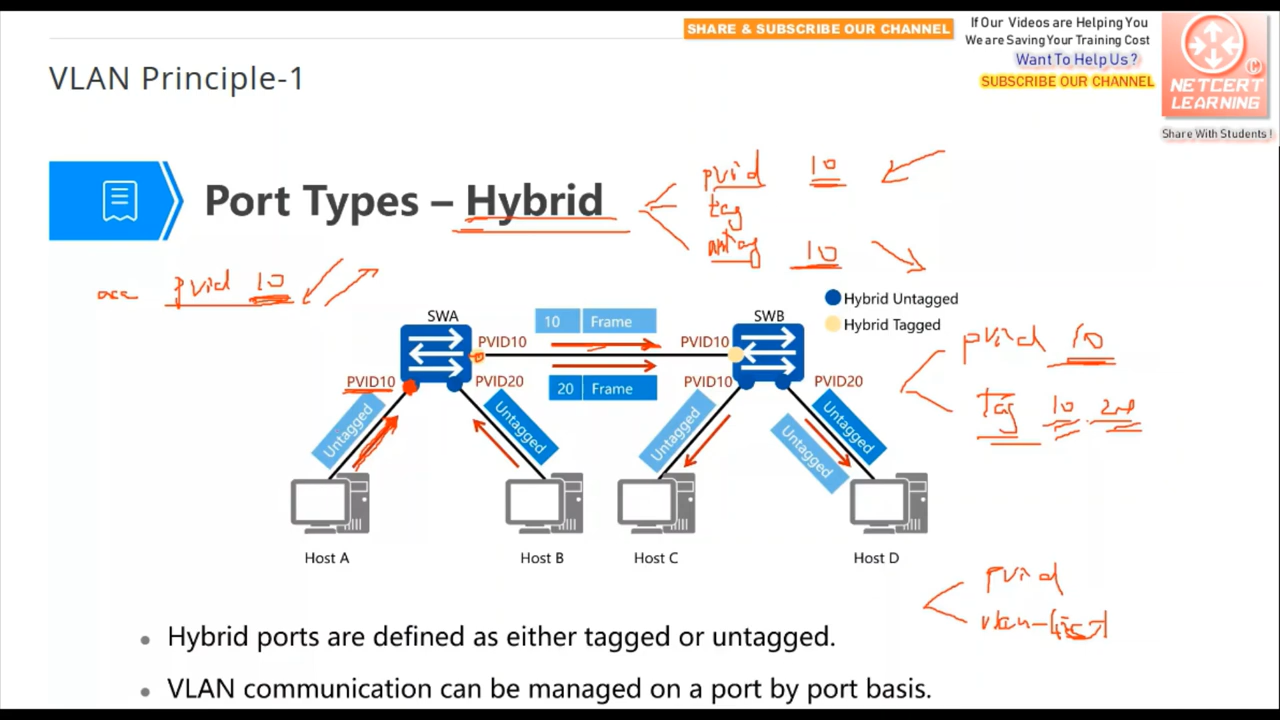 SHARE & SUBSCRIBE OUR CHANNEL
If Our Videos are Helping You
We are Saving Your Training Cost
Want To Help Us ?
SUBSCRIBE OUR CHANNEL
NETCERT
LEARNING
Share With Students !
VLAN Principle-1
Port Types – Hybrid
pvid 10
tag
untag 10
acc pvid 10
Hybrid Untagged
Hybrid Tagged
SWA
10 Frame
SWB
PVID10
PVID10
pvid 10
PVID10
PVID20
20 Frame
PVID10
PVID20
tag 10 20
Untagged
Untagged
Untagged
Untagged
Untagged
Host A
Host B
Host C
Host D
pvid
vlan-list
• Hybrid ports are defined as either tagged or untagged.
• VLAN communication can be managed on a port by port basis.